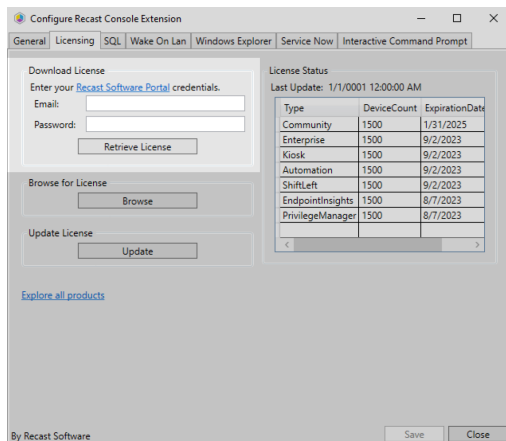 Configure Recast Console Extension
General Licensing SQL Wake On Lan Windows Explorer Service Now Interactive Command Prompt
Download License
Enter your Recast Software Portal credentials.
Email:
Password:
Retrieve License
Browse for License
Browse
Update License
Update
Explore all products
License Status
Last Update: 1/1/0001 12:00:00 AM
Type DeviceCount ExpirationDate
Community 1500 1/31/2025
Enterprise 1500 9/2/2023
Kiosk 1500 9/2/2023
Automation 1500 9/2/2023
ShiftLeft 1500 9/2/2023
EndpointInsights 1500 8/7/2023
PrivilegeManager 1500 8/7/2023
By Recast Software
Save Close